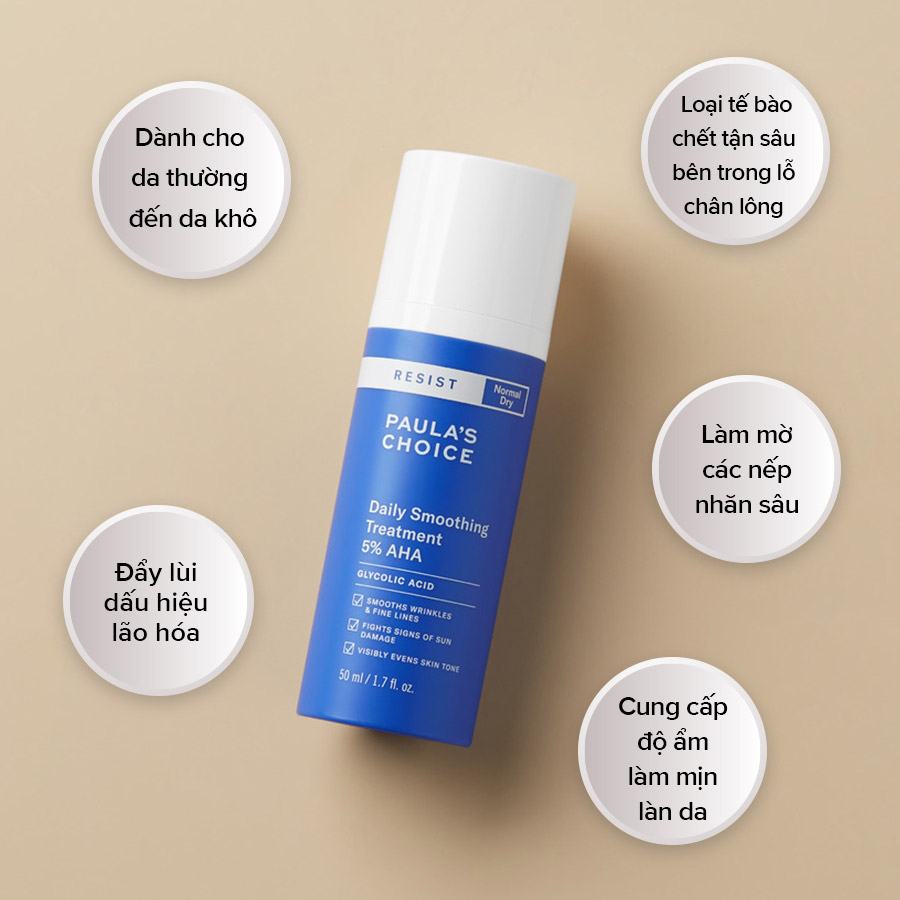 Dành cho
da thường
đến da khô
Loại tế bào
chết tận sâu
bên trong lỗ
chân lông
RESIST
Normal
Dry
PAULA'S
CHOICE
Daily Smoothing
Treatment
5% AHA
GLYCOLIC ACID
SMOOTHS WRINKLES
& FINE LINES
FIGHTS SIGNS OF SUN
DAMAGE
VISIBLY EVENS SKIN TONE
50 ml / 1.7 fl. oz.
Làm mờ
các nếp
nhăn sâu
Đẩy lùi
dấu hiệu
lão hóa
Cung cấp
độ ẩm
làm mịn
làn da